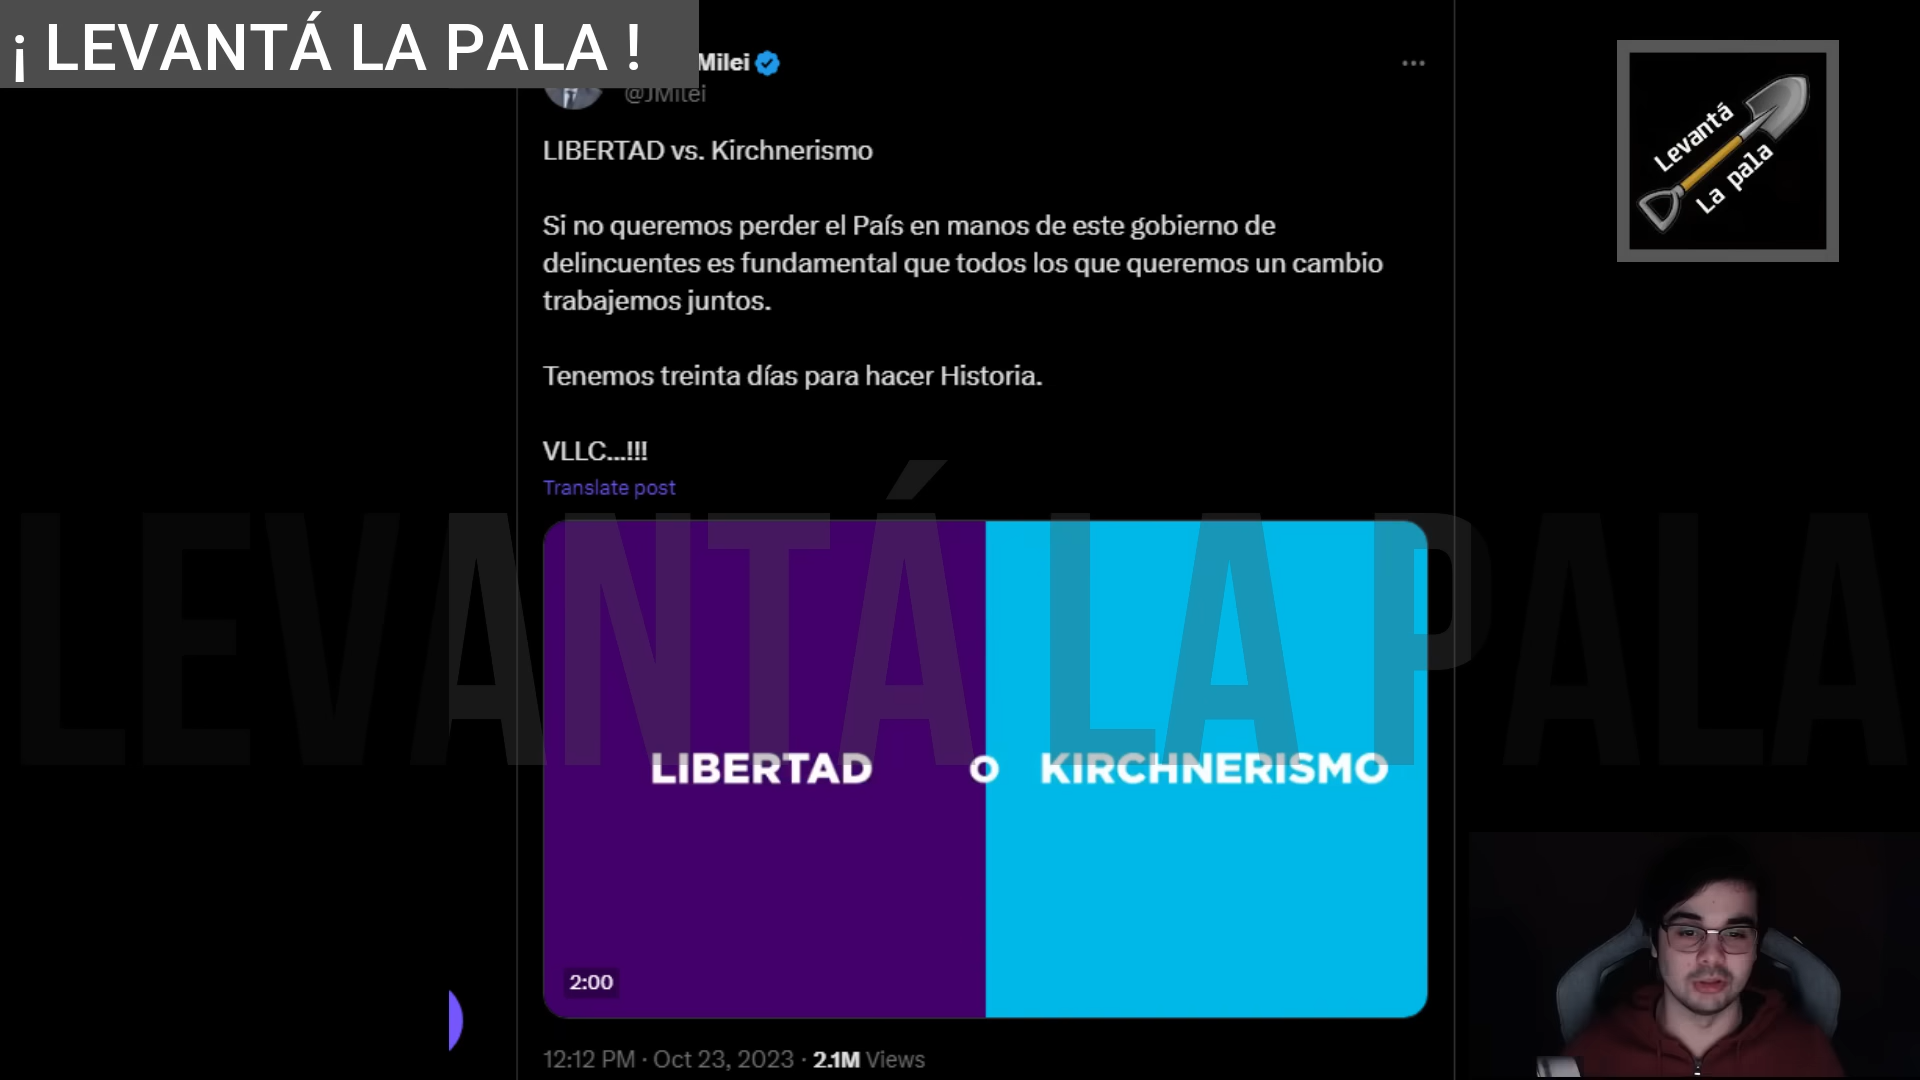 ¡ LEVANTÁ LA PALA !
Milei
@JMilei
LIBERTAD vs. Kirchnerismo
Si no queremos perder el País en manos de este gobierno de
delincuentes es fundamental que todos los que queremos un cambio
trabajemos juntos.
Tenemos treinta días para hacer Historia.
VLLC...!!!
Translate post
LIBERTAD O KIRCHNERISMO
2:00
12:12 PM · Oct 23, 2023 · 2.1M Views
Levantá
La pala
LEVANTÁ LA PALA